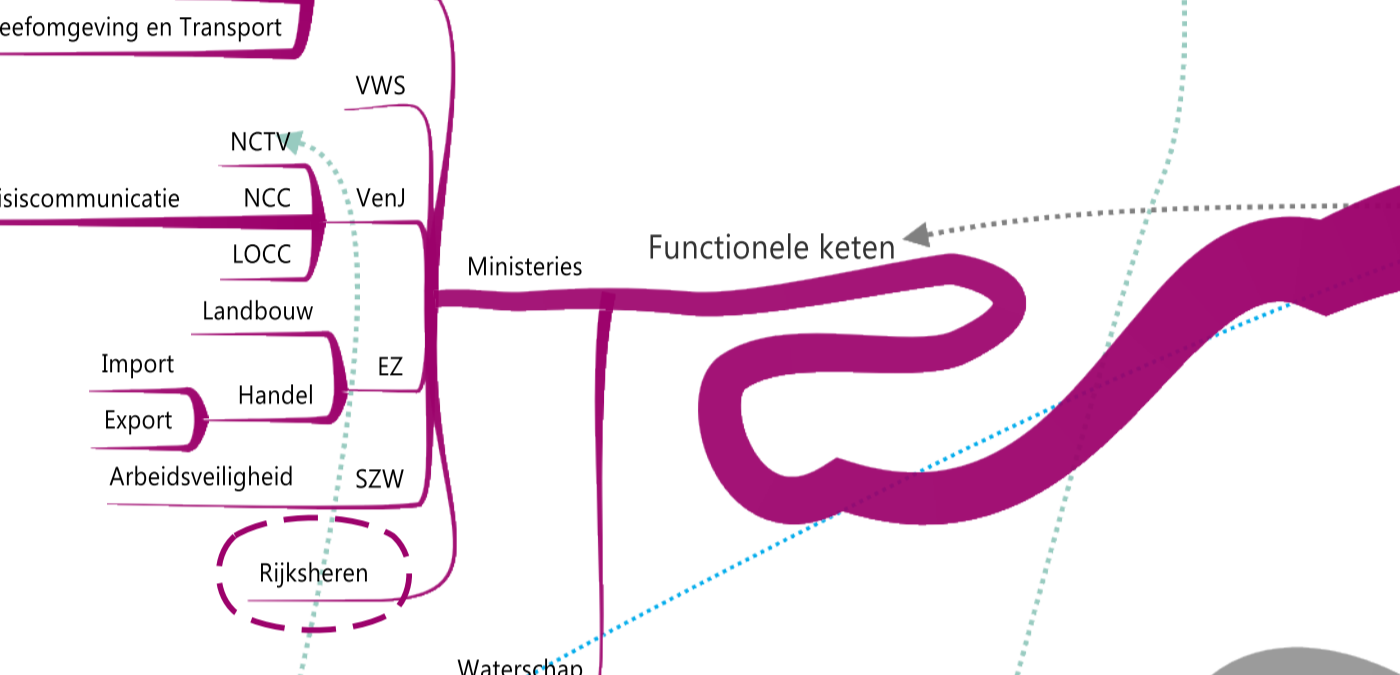 eefomgeving en Transport
VWS
NCTV
isiscommunicatie
NCC
VenJ
LOCC
Functionele keten
Ministeries
Landbouw
Import
EZ
Handel
Export
Arbeidsveiligheid
SZW
Rijksheren
Waterschap